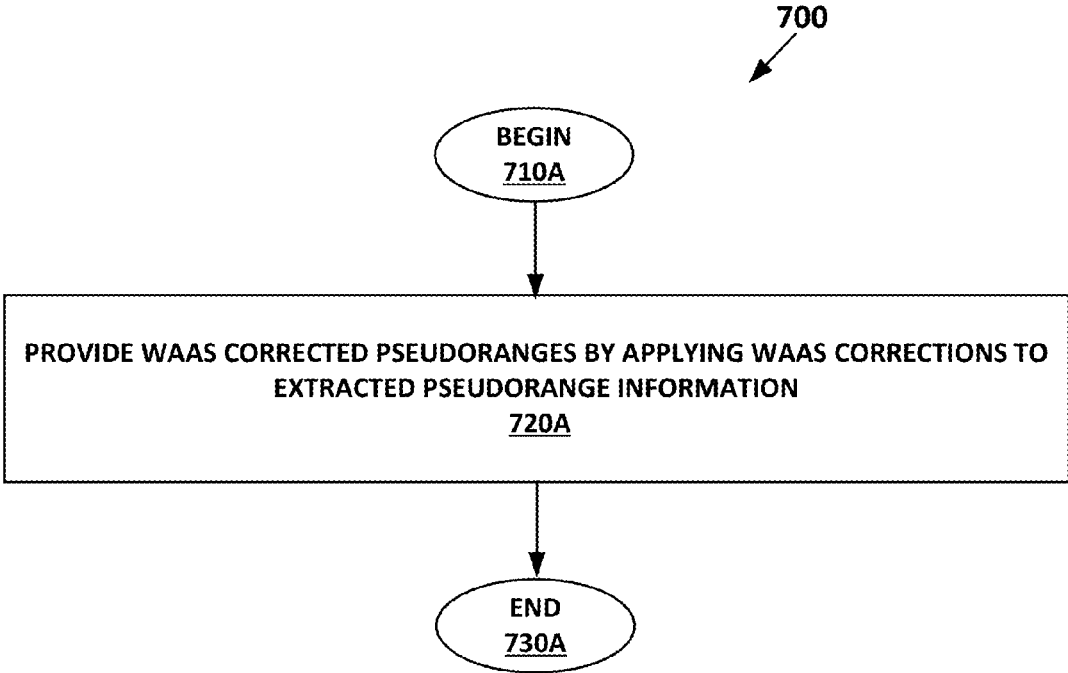 700
BEGIN
710A
PROVIDE WAAS CORRECTED PSEUDORANGES BY APPLYING WAAS CORRECTIONS TO
EXTRACTED PSEUDORANGE INFORMATION
720A
END
730A